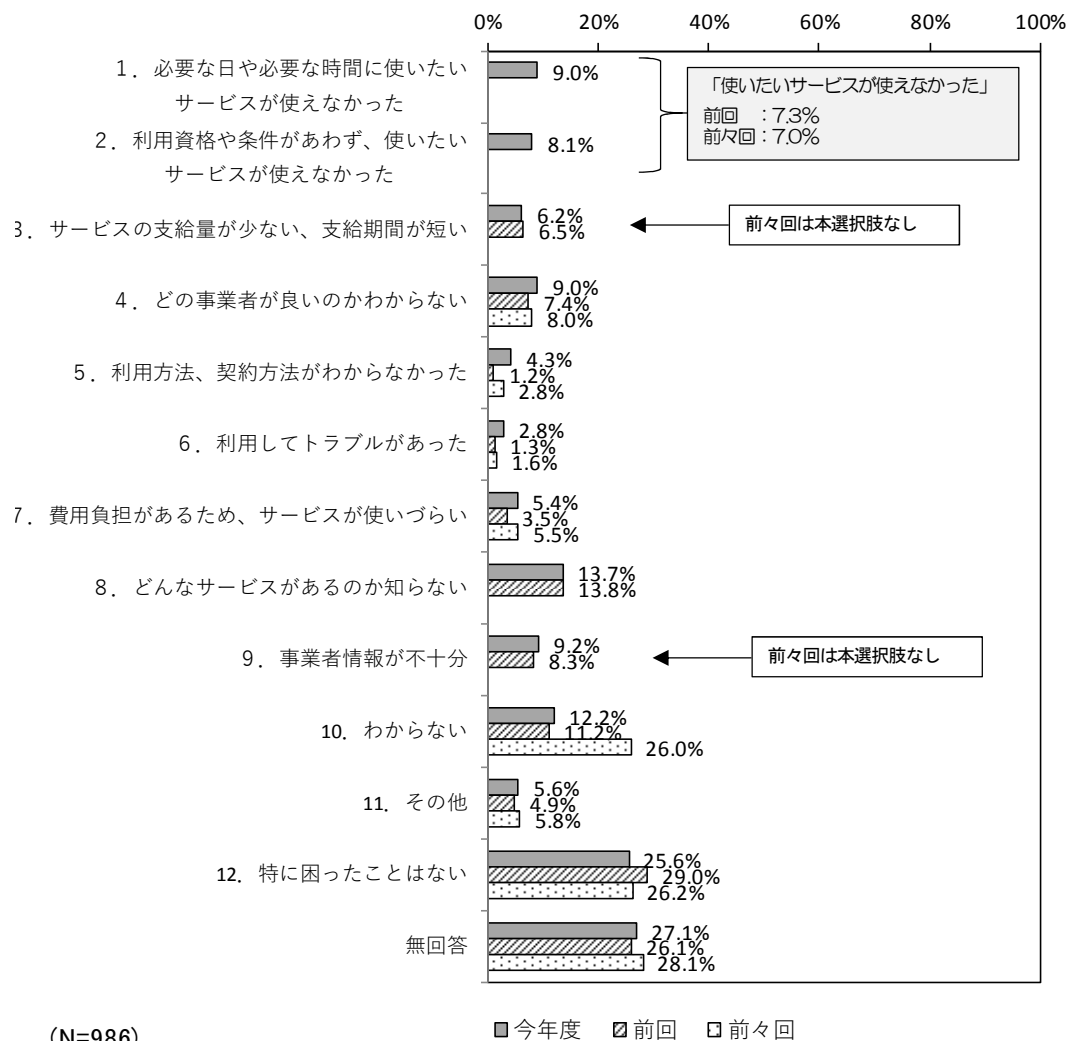 0% 20% 40% 60% 80% 100%
1．必要な日や必要な時間に使いたい
サービスが使えなかった
9.0%
「使いたいサービスが使えなかった」
前回　：7.3%
前々回：7.0%
2．利用資格や条件があわず、使いたい
サービスが使えなかった
8.1%
3．サービスの支給量が少ない、支給期間が短い
6.2%
6.5%
前々回は本選択肢なし
4．どの事業者が良いのかわからない
9.0%
7.4%
8.0%
5．利用方法、契約方法がわからなかった
4.3%
1.2%
2.8%
6．利用してトラブルがあった
2.8%
1.3%
1.6%
7．費用負担があるため、サービスが使いづらい
5.4%
3.5%
5.5%
8．どんなサービスがあるのか知らない
13.7%
13.8%
9．事業者情報が不十分
9.2%
8.3%
前々回は本選択肢なし
10．わからない
12.2%
11.2%
26.0%
11．その他
5.6%
4.9%
5.8%
12．特に困ったことはない
25.6%
29.0%
26.2%
無回答
27.1%
26.1%
28.1%
(N=986)
今年度 前回 前々回